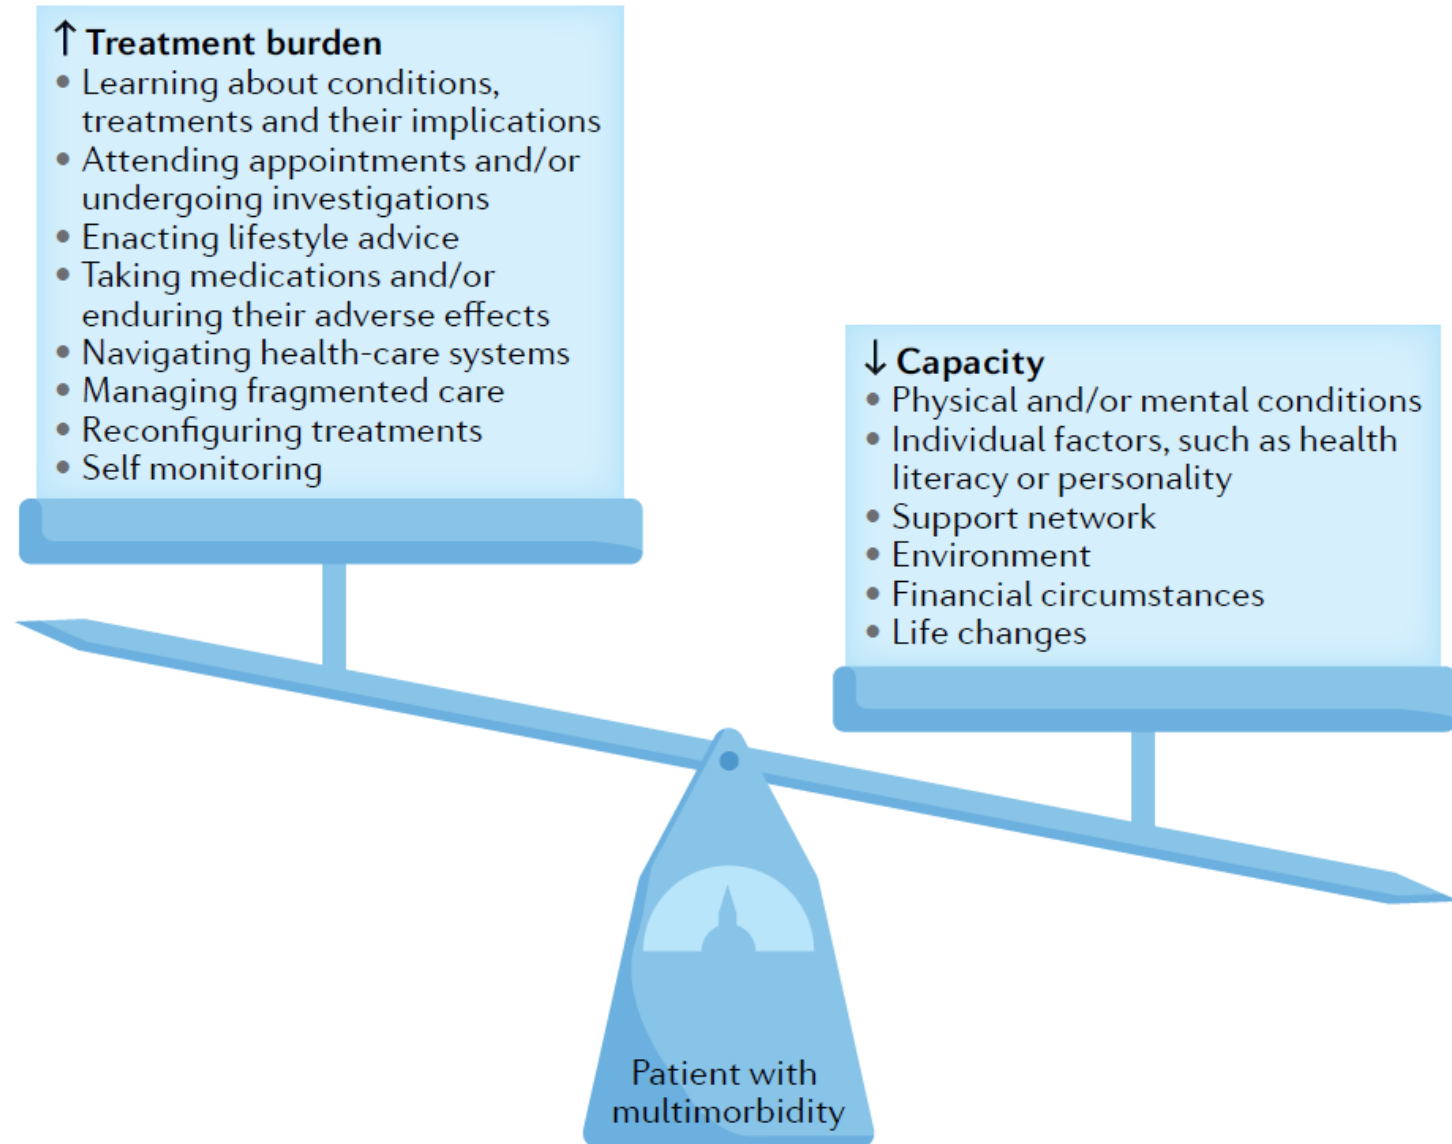 ↑ Treatment burden
• Learning about conditions,
treatments and their implications
• Attending appointments and/or
undergoing investigations
• Enacting lifestyle advice
• Taking medications and/or
enduring their adverse effects
• Navigating health-care systems
• Managing fragmented care
• Reconfiguring treatments
• Self monitoring
↓ Capacity
• Physical and/or mental conditions
• Individual factors, such as health
literacy or personality
• Support network
• Environment
• Financial circumstances
• Life changes
Patient with
multimorbidity